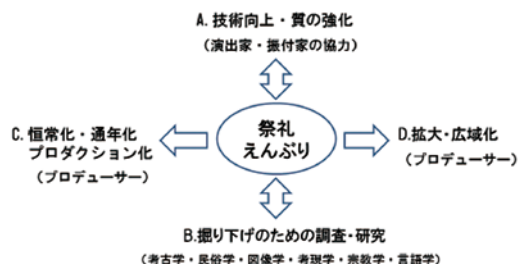 A. 技術向上・質の強化
（演出家・振付家の協力）
C. 恒常化・通年化
プロダクション化
（プロデューサー）
祭礼
えんぶり
D.拡大・広域化
（プロデューサー）
B.掘り下げのための調査・研究
（考古学・民俗学・図像学・考現学・宗教学・言語学）